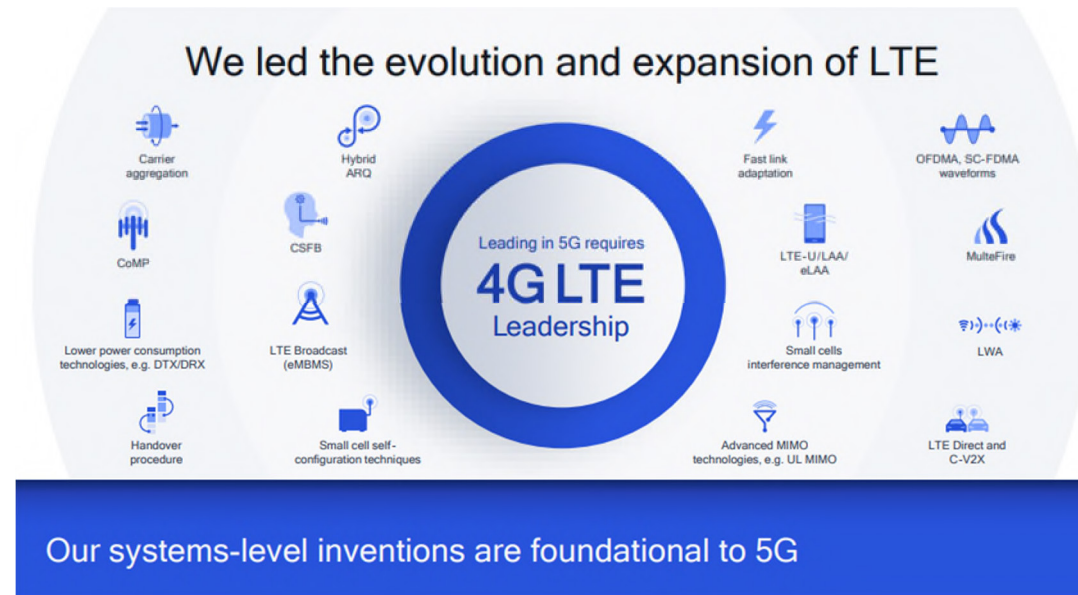 We led the evolution and expansion of LTE
Carrier
aggregation
Hybrid
ARQ
Fast link
adaptation
OFDMA, SC-FDMA
waveforms
CoMP
CSFB
LTE-U/LAA/
eLAA
MulteFire
Leading in 5G requires
4G LTE
Leadership
Lower power consumption
technologies, e.g. DTX/DRX
LTE Broadcast
(eMBMS)
Small cells
interference management
LWA
Handover
procedure
Small cell self-
configuration techniques
Advanced MIMO
technologies, e.g. UL MIMO
LTE Direct and
C-V2X
Our systems-level inventions are foundational to 5G